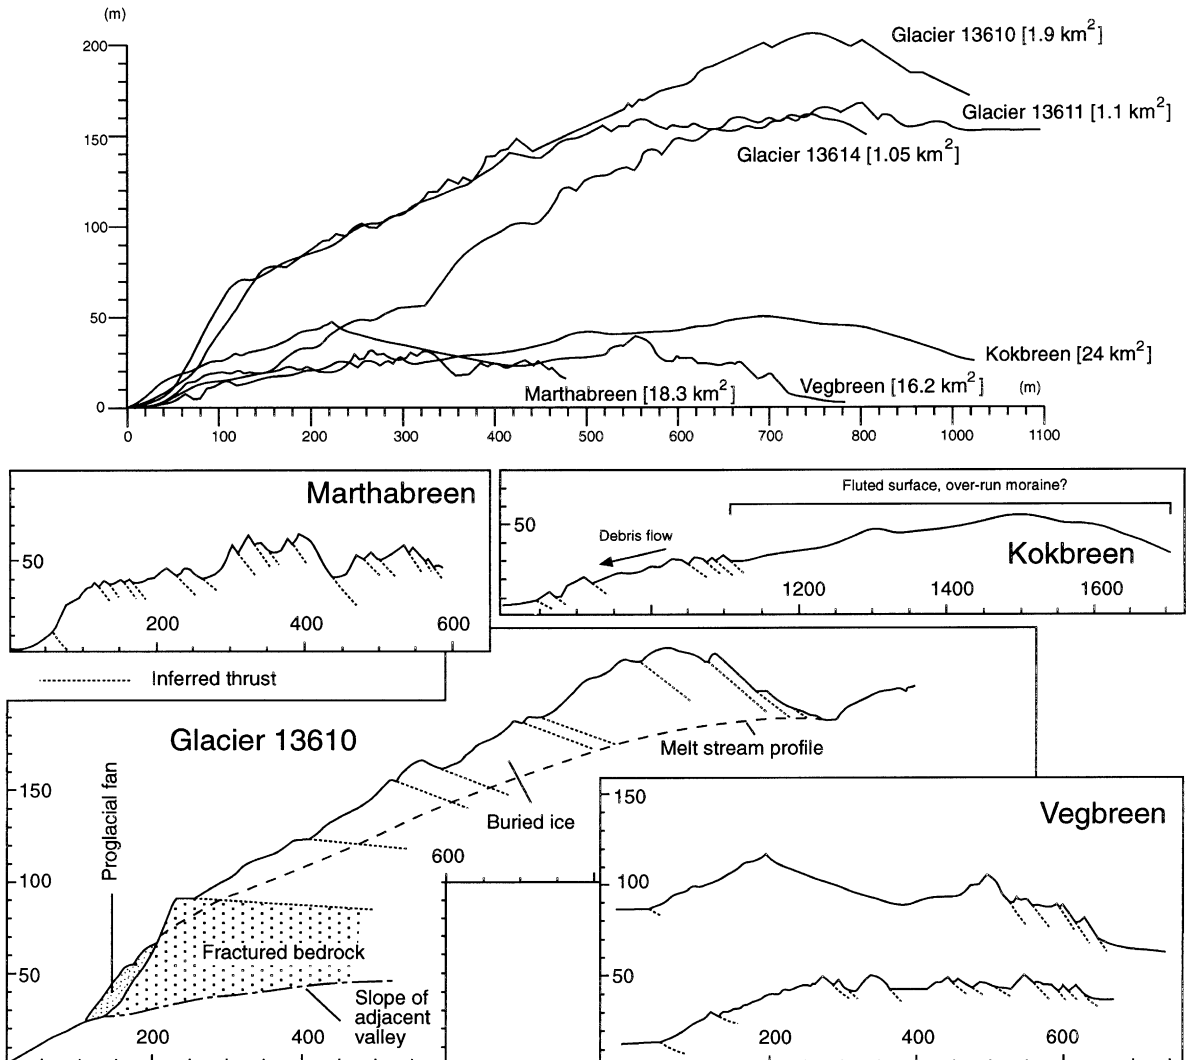 (m)
200
150
100
50
0
0 100 200 300 400 500 600 700 800 900 1000 1100
Glacier 13610 [1.9 km2]
Glacier 13611 [1.1 km2]
Glacier 13614 [1.05 km2]
Kokbreen [24 km2]
Vegbreen [16.2 km2] (m)
Marthabreen [18.3 km2]
Marthabreen
50
200 400 600
Inferred thrust
Fluted surface, over-run moraine?
50
Debris flow
Kokbreen
1200 1400 1600
Glacier 13610
150
100
50
Proglacial fan
Melt stream profile
Buried ice
600
Fractured bedrock
Slope of
adjacent
valley
200 400
150
Vegbreen
100
50
200 400 600